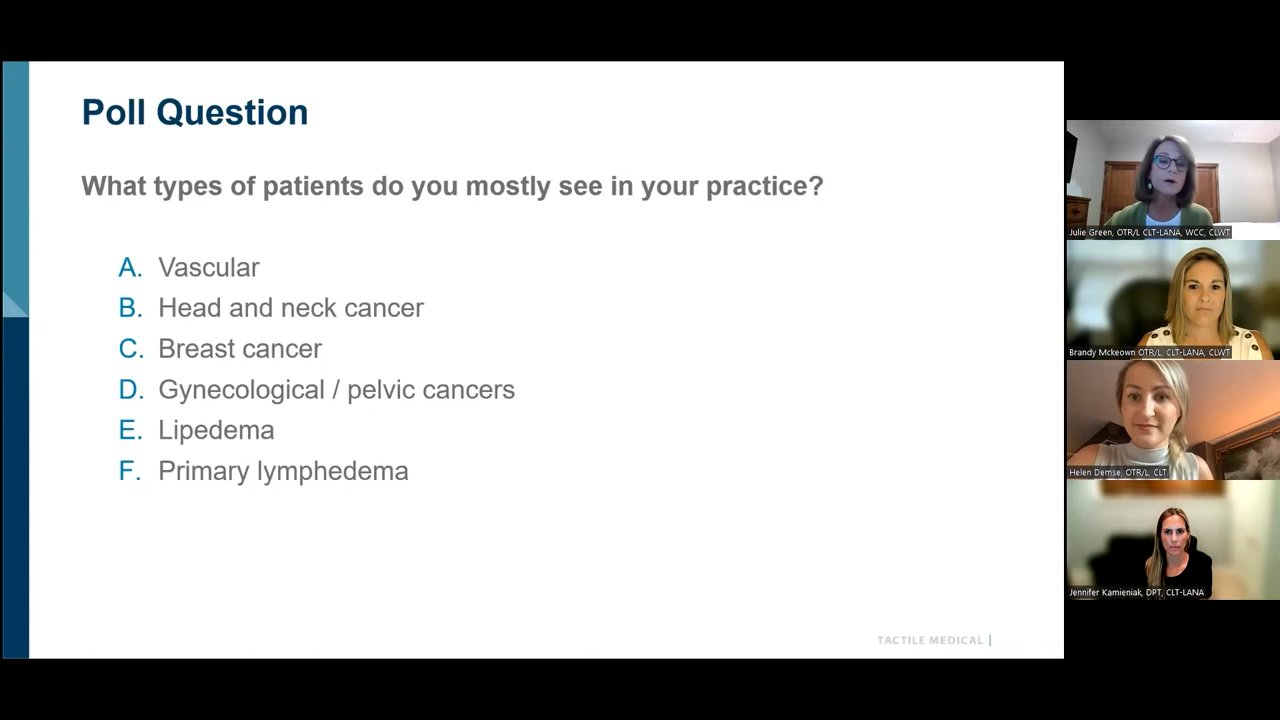 Poll Question
What types of patients do you mostly see in your practice?
A. Vascular
B. Head and neck cancer
C. Breast cancer
D. Gynecological / pelvic cancers
E. Lipedema
F. Primary lymphedema
TACTILE MEDICAL |
Julie Green, OTR/L CLT-LANA, WCC, CLWT
Brandy Mckeown OTR/L, CLT-LANA, CLWT
Helen Demse, OTR/L, CLT
Jennifer Kamieniak, DPT, CLT-LANA